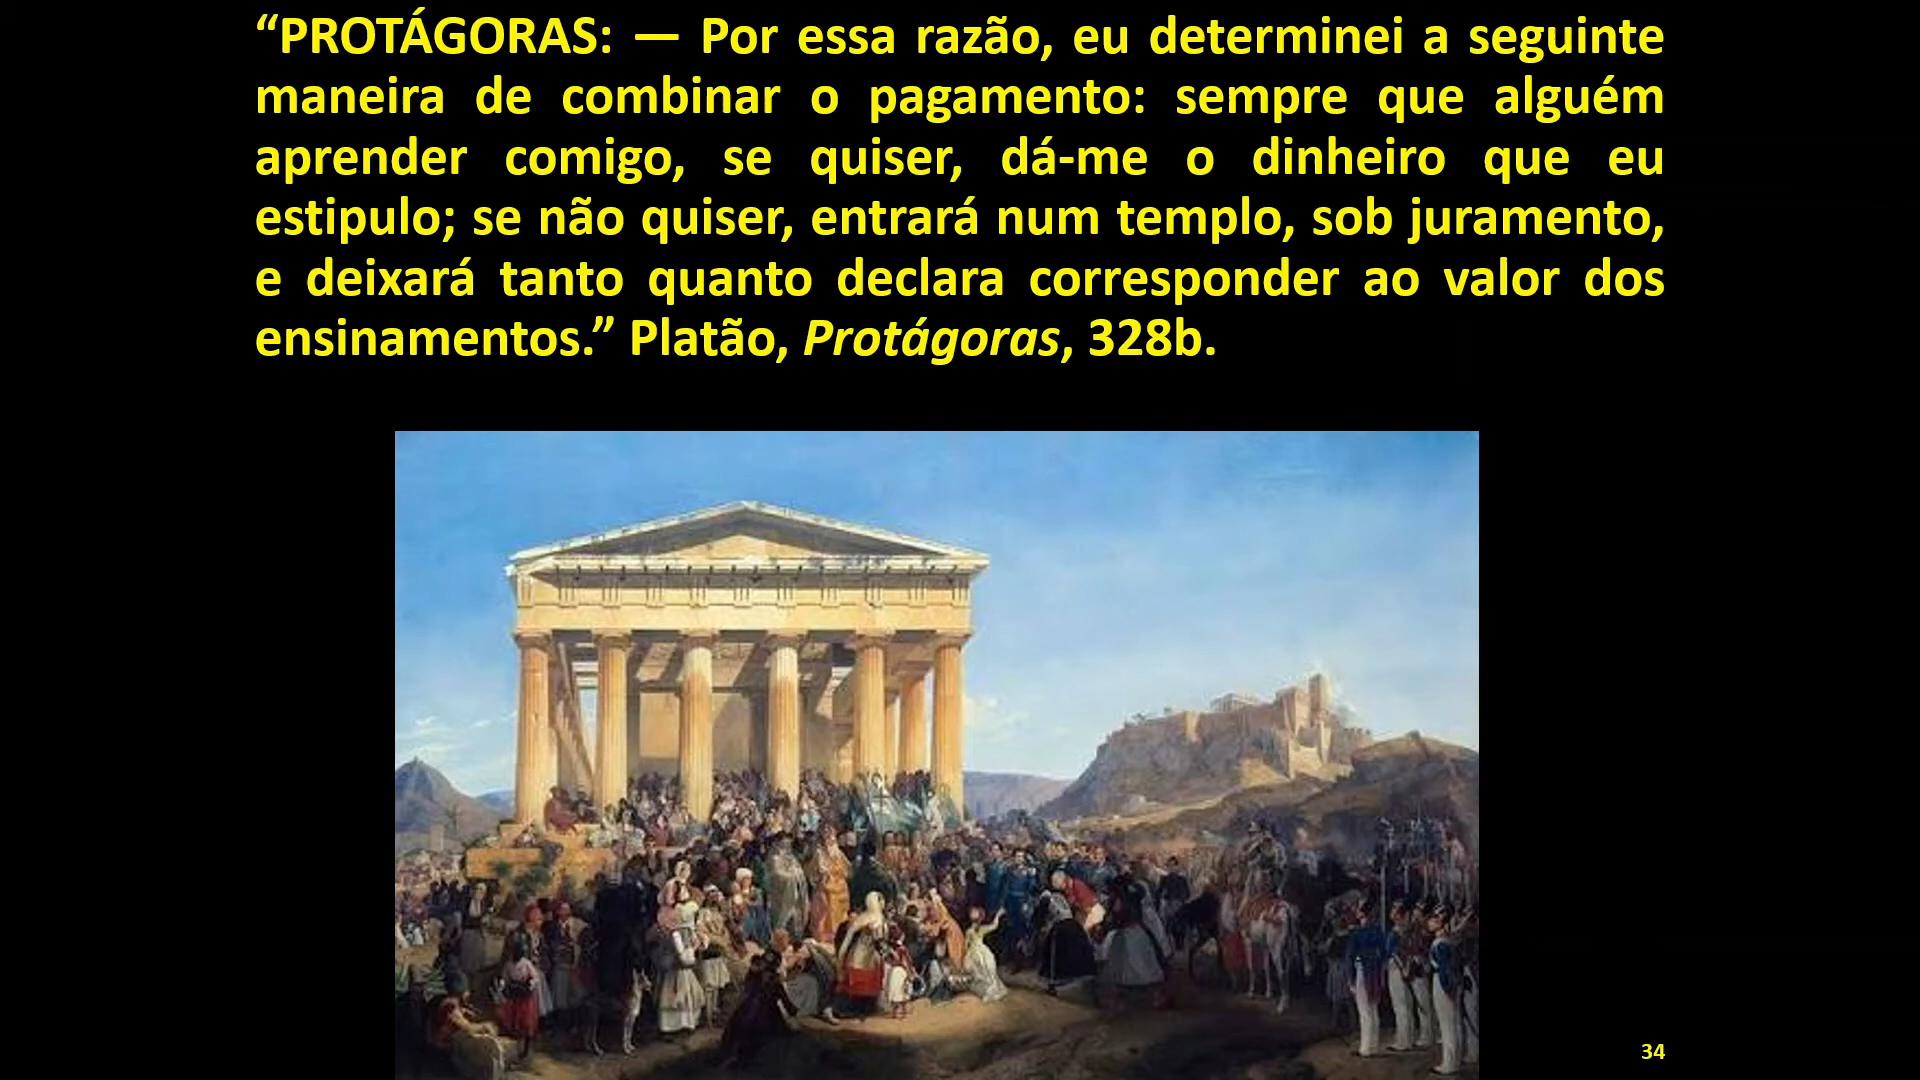 “PROTÁGORAS: — Por essa razão, eu determinei a seguinte
maneira de combinar o pagamento: sempre que alguém
aprender comigo, se quiser, dá-me o dinheiro que eu
estipulo; se não quiser, entrará num templo, sob juramento,
e deixará tanto quanto declara corresponder ao valor dos
ensinamentos.” Platão, Protágoras, 328b.
34